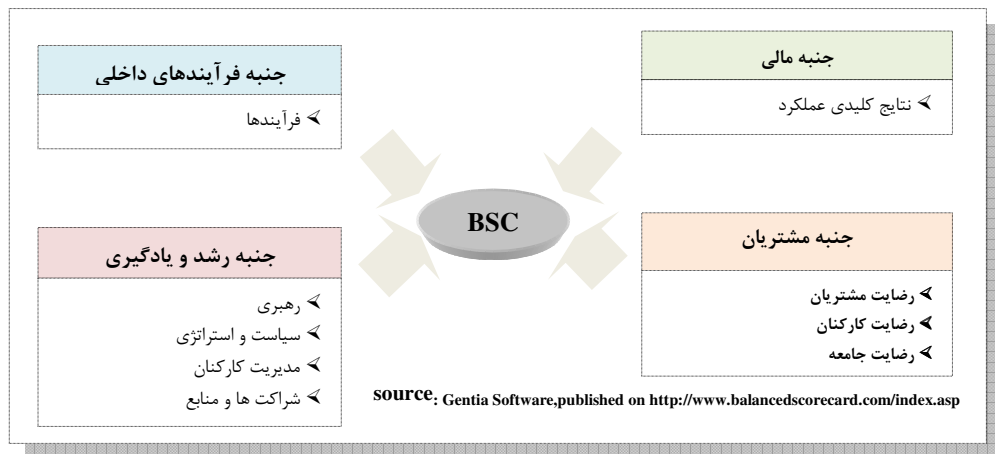 جنبه مالی
نتایج کلیدی عملکرد
جنبه فرآیندهای داخلی
فرآیندها
BSC
جنبه مشتریان
رضایت مشتریان
رضایت کارکنان
رضایت جامعه
جنبه رشد و یادگیری
رهبری
سیاست و استراتژی
مدیریت کارکنان
شراکت ها و منابع
source: Gentia Software,published on http://www.balancedscorecard.com/index.asp